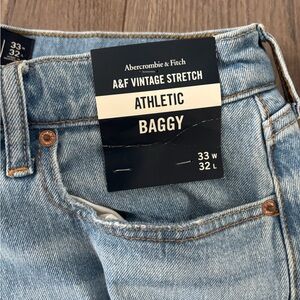 33 W
32 L
Abercrombie & Fitch
A&F VINTAGE STRETCH
ATHLETIC
BAGGY
33 W
32 L